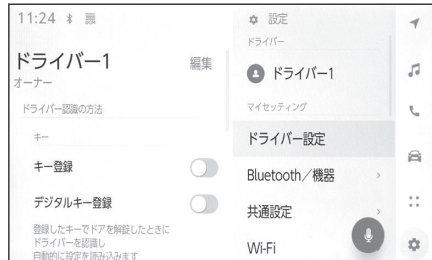 11:24
ドライバー1
編集
オーナー
ドライバー認識の方法
キー
キー登録
デジタルキー登録
登録したキーでドアを解錠したときに
ドライバーを認識し
自動的に設定を読み込みます
設定
ドライバー
ドライバー1
マイセッティング
ドライバー設定
Bluetooth／機器
共通設定
Wi-Fi